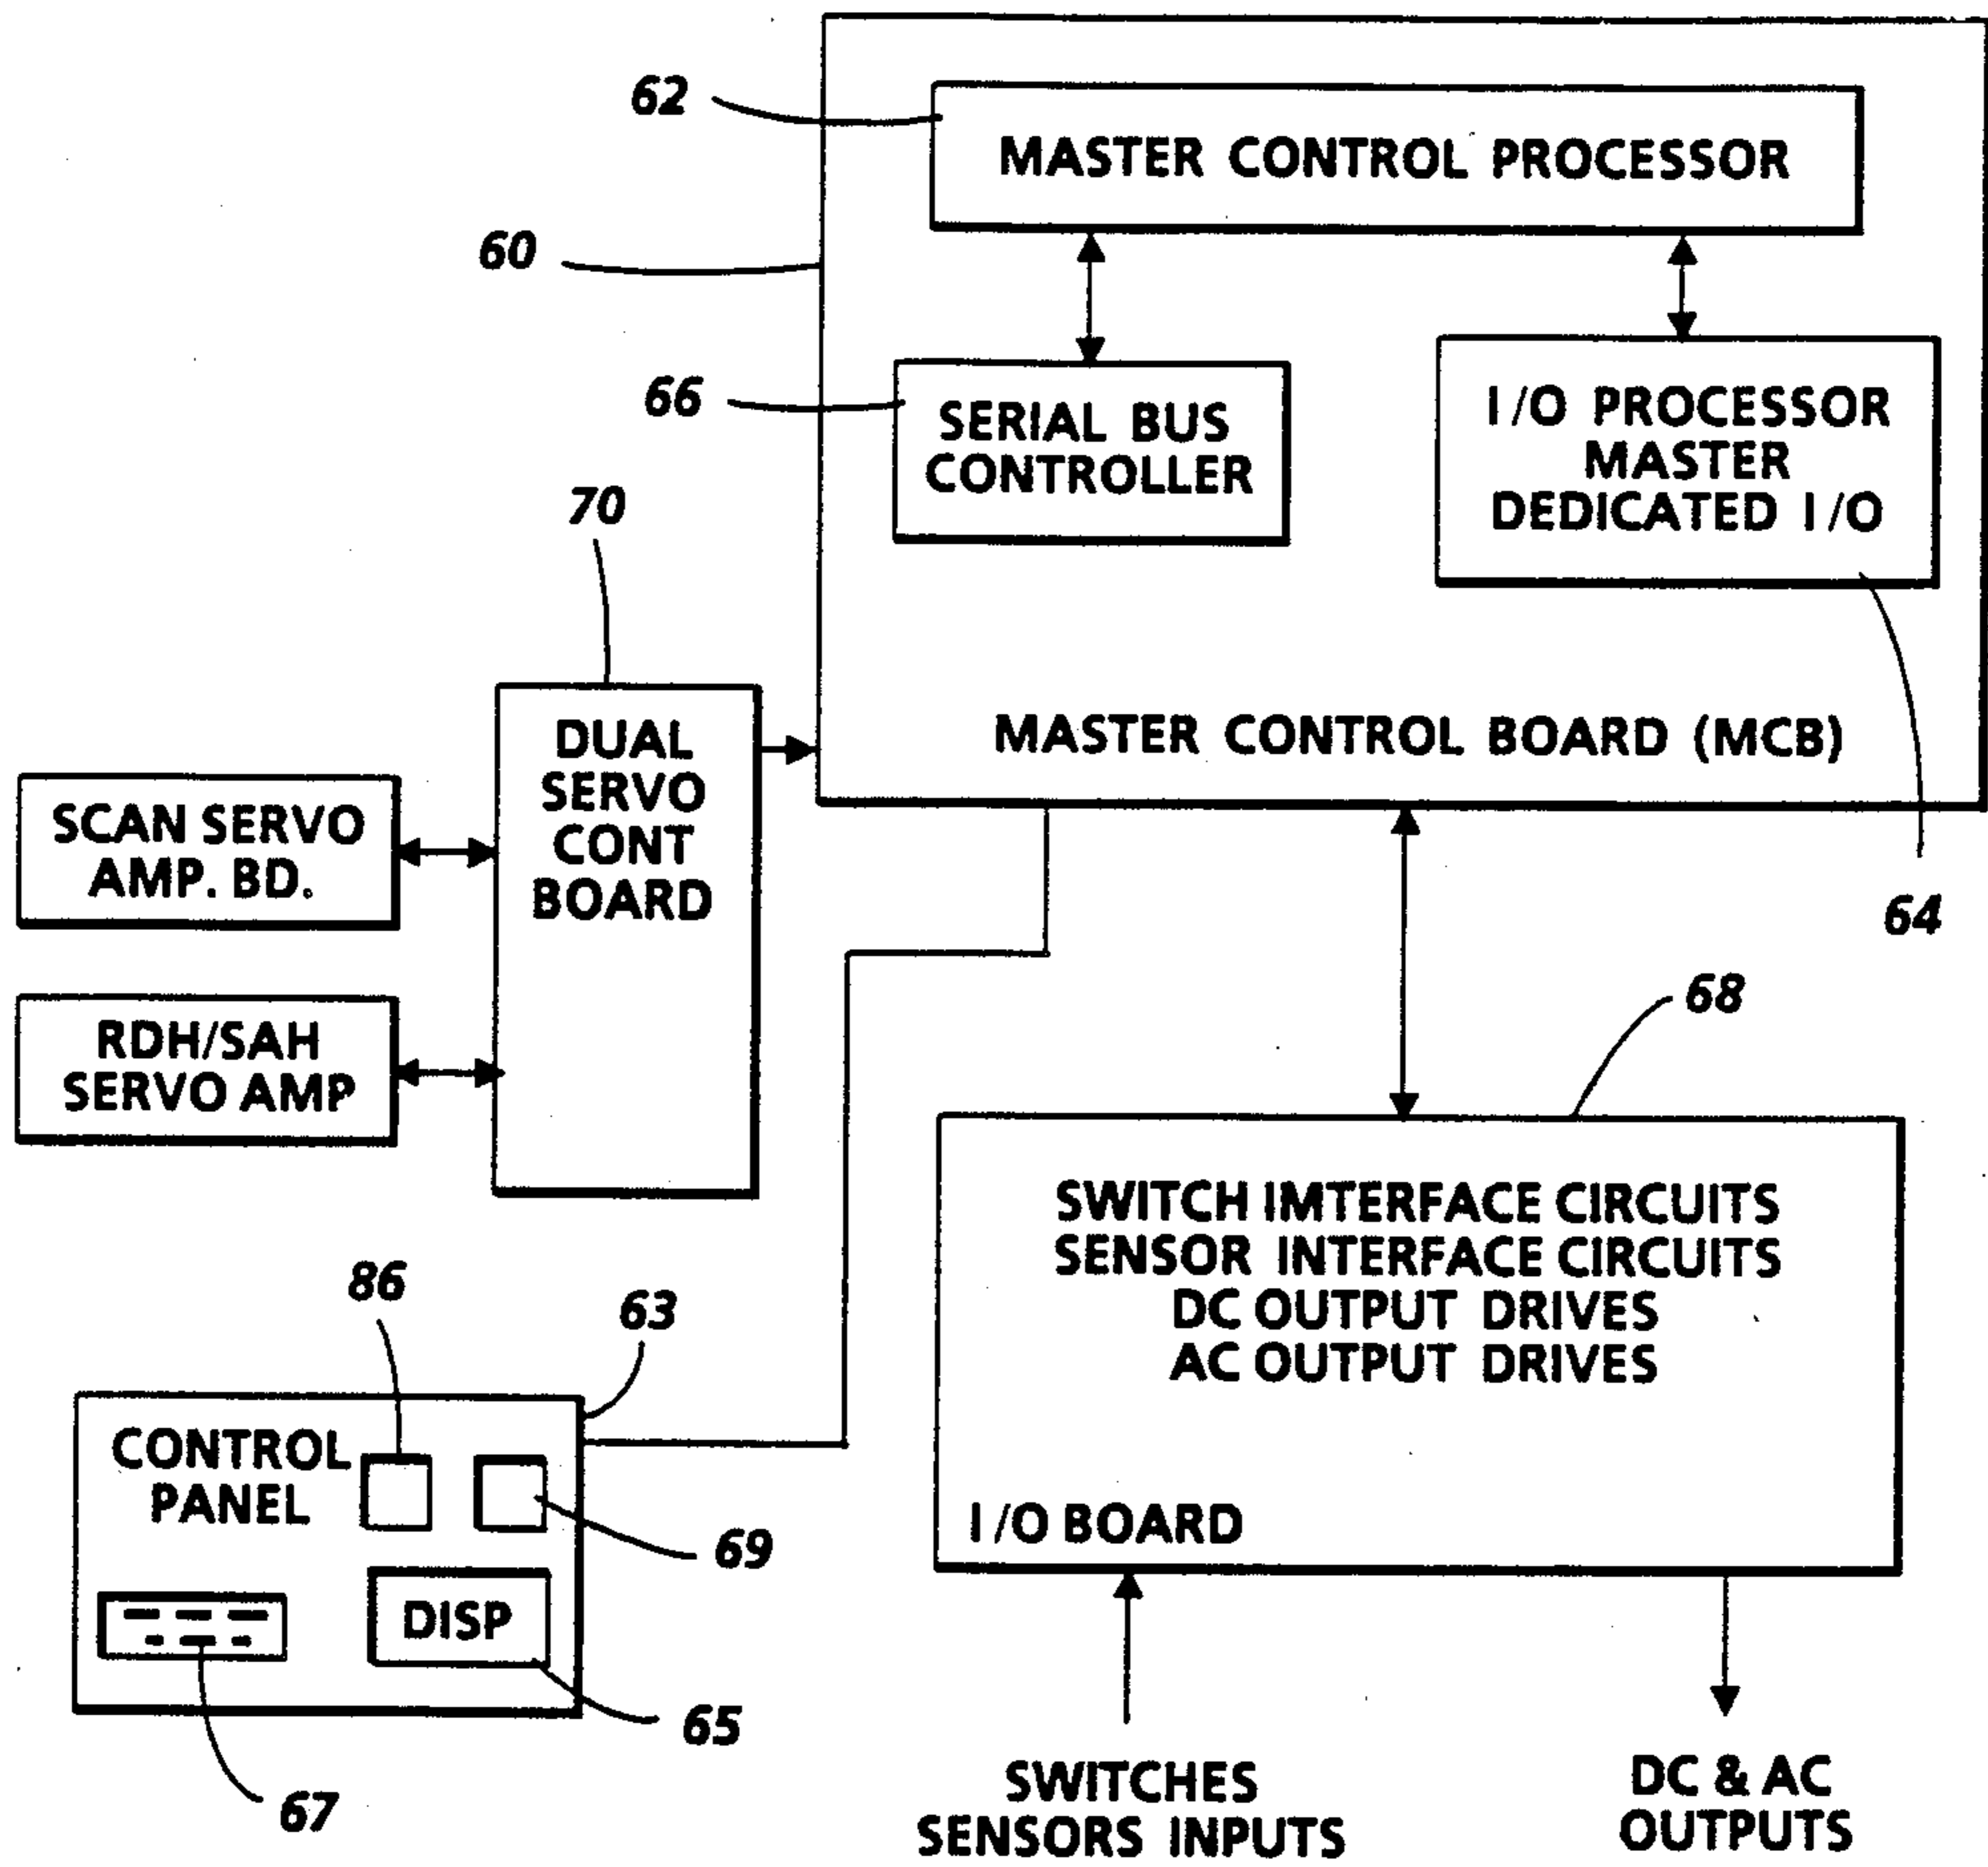 62
MASTER CONTROL PROCESSOR
60
66
SERIAL BUS
CONTROLLER
I/O PROCESSOR
MASTER
DEDICATED I/O
70
MASTER CONTROL BOARD (MCB)
DUAL
SERVO
CONT
BOARD
SCAN SERVO
AMP. BD.
64
RDH/SAH
SERVO AMP
68
SWITCH IMTERFACE CIRCUITS
SENSOR INTERFACE CIRCUITS
DC OUTPUT DRIVES
AC OUTPUT DRIVES
I/O BOARD
86
63
CONTROL
PANEL
69
DISP
65
67
SWITCHES
SENSORS INPUTS
DC & AC
OUTPUTS